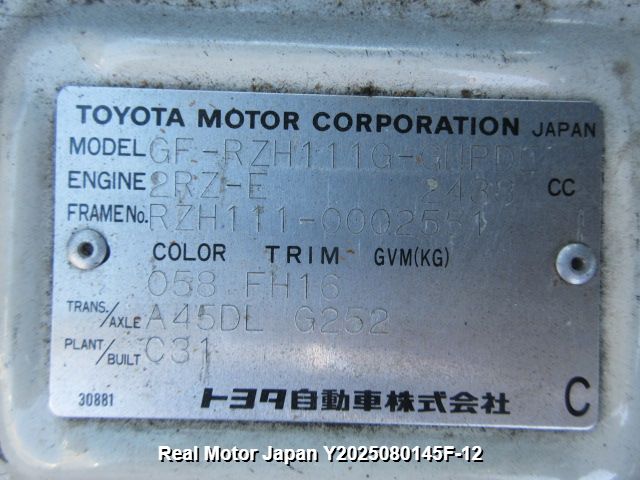 TOYOTA MOTOR CORPORATION JAPAN
MODEL
ENGINE 2RZ-E 2438 CC
FRAME No. RZH111-0002551
COLOR TRIM GVM(KG)
058 FH16
TRANS./AXLE A45DL G252
PLANT/BUILT C31
30881 トヨタ自動車株式会社 C
Real Motor Japan Y2025080145F-12